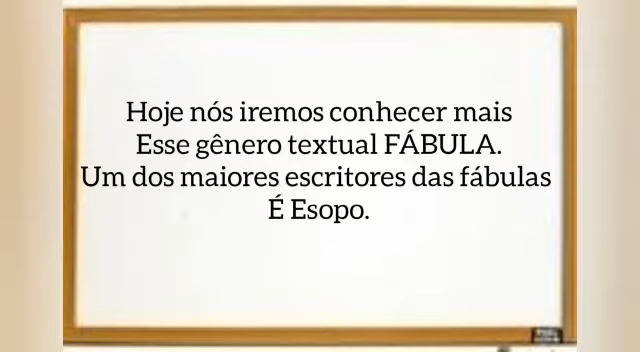 Hoje nós iremos conhecer mais
Esse gênero textual FÁBULA.
Um dos maiores escritores das fábulas
É Esopo.